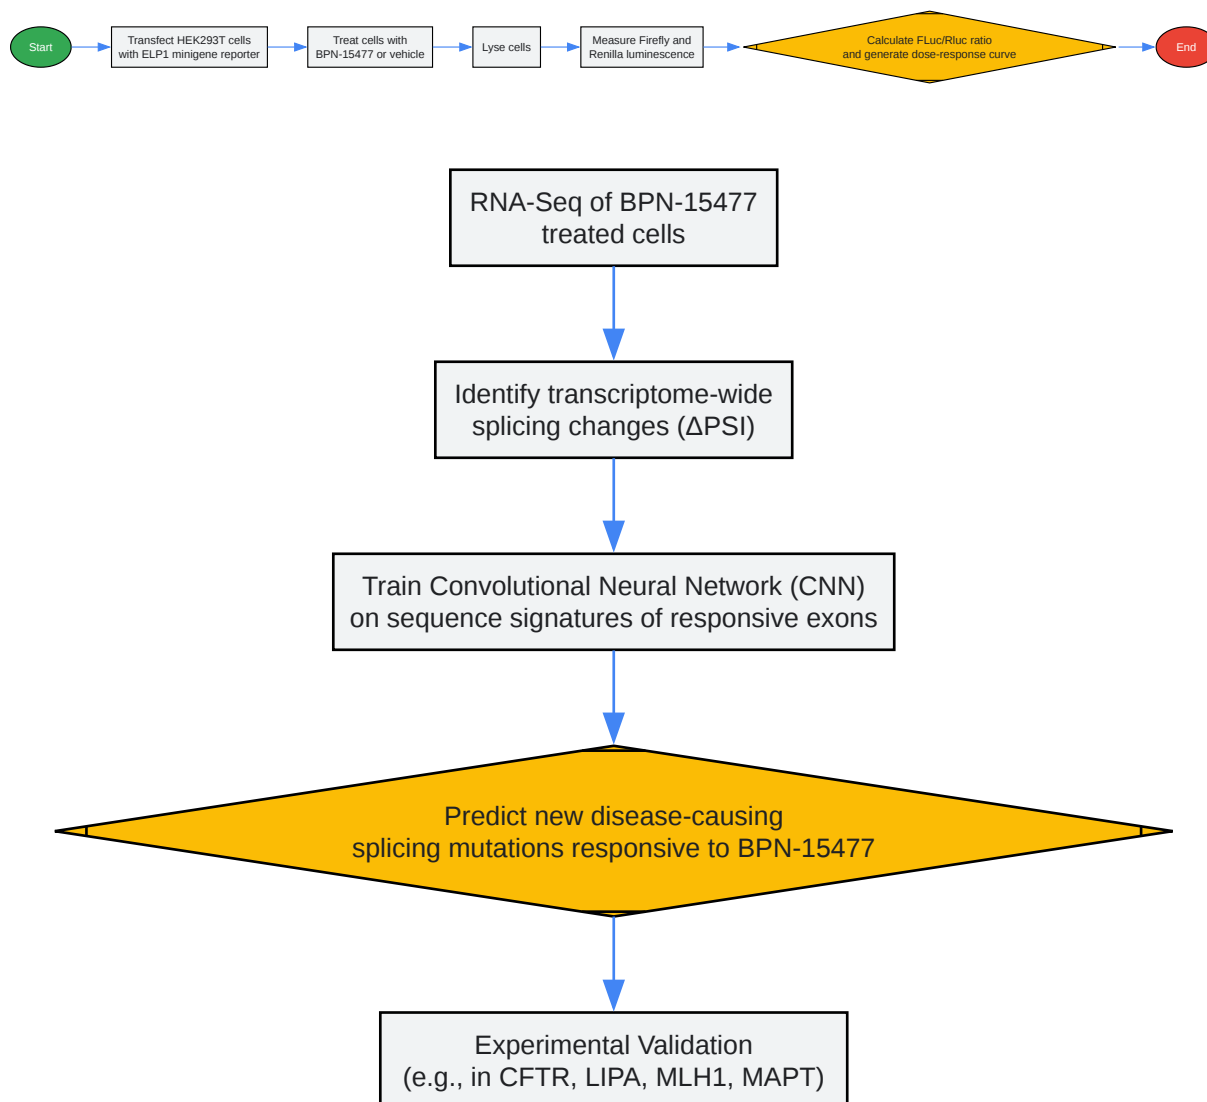 Start
Transfect HEK293T cells
with ELP1 minigene reporter
Treat cells with
BPN-15477 or vehicle
Lyse cells
Measure Firefly and
Renilla luminescence
Calculate FLuc/Rluc ratio
and generate dose-response curve
End
RNA-Seq of BPN-15477
treated cells
Identify transcriptome-wide
splicing changes (ΔPSI)
Train Convolutional Neural Network (CNN)
on sequence signatures of responsive exons
Predict new disease-causing
splicing mutations responsive to BPN-15477
Experimental Validation
(e.g., in CFTR, LIPA, MLH1, MAPT)